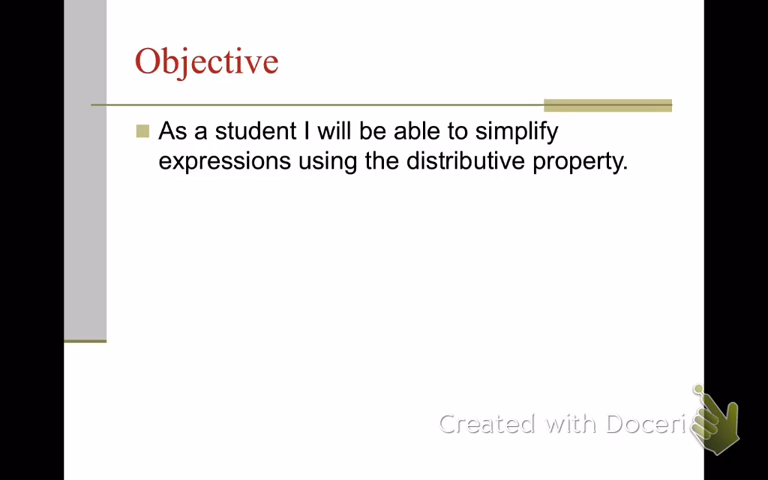 Objective
As a student I will be able to simplify
expressions using the distributive property.
Created with Doceri